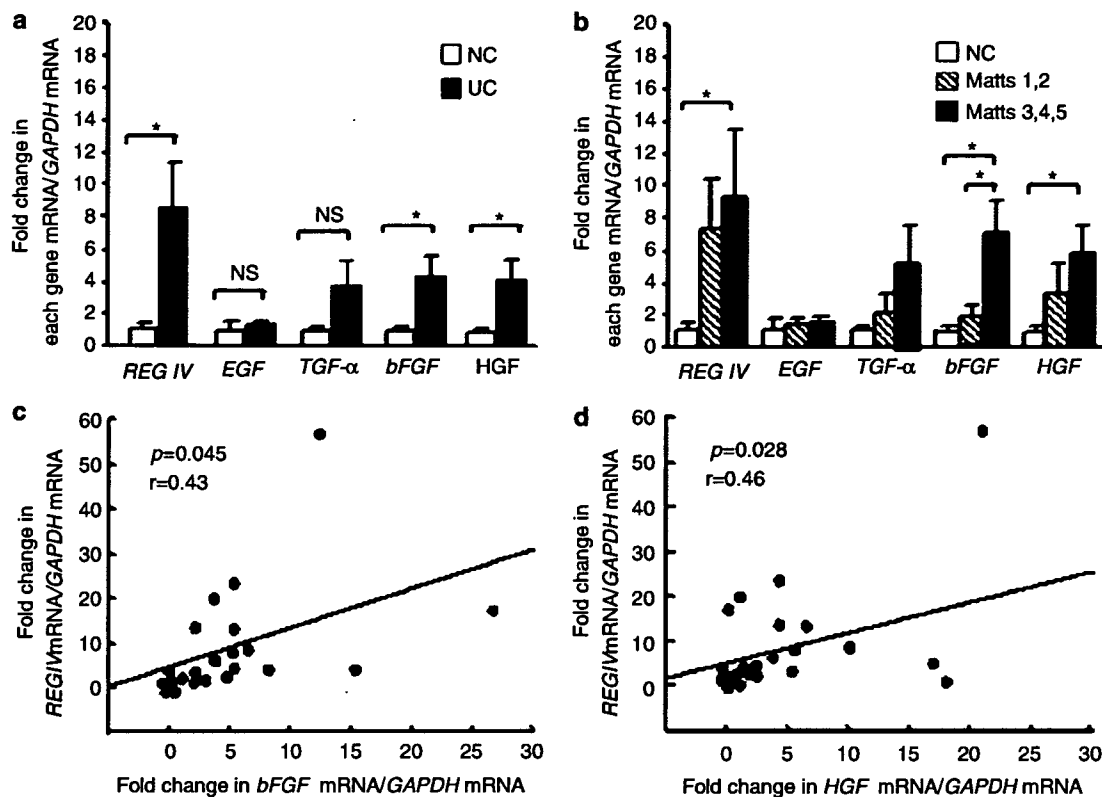 a
20
18
16
14
12
10
8
6
4
2
0
Fold change in
each gene mRNA/GAPDH mRNA
NC
UC
*
NS
NS
*
*
REG IV EGF TGF-α bFGF HGF
b
20
18
16
14
12
10
8
6
4
2
0
Fold change in
each gene mRNA/GAPDH mRNA
NC
Matts 1,2
Matts 3,4,5
*
*
*
*
REG IV EGF TGF-α bFGF HGF
c
60
50
40
30
20
10
0
Fold change in
REGIVmRNA/GAPDH mRNA
p=0.045
r=0.43
0 5 10 15 20 25 30
Fold change in bFGF mRNA/GAPDH mRNA
d
60
50
40
30
20
10
0
Fold change in
REGIVmRNA/GAPDH mRNA
p=0.028
r=0.46
0 5 10 15 20 25 30
Fold change in HGF mRNA/GAPDH mRNA